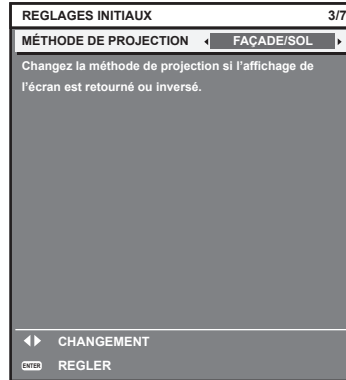 REGLAGES INITIAUX 3/7
MÉTHODE DE PROJECTION FAÇADE/SOL
Changez la méthode de projection si l'affichage de
l'écran est retourné ou inversé.
CHANGEMENT
ENTER REGLER